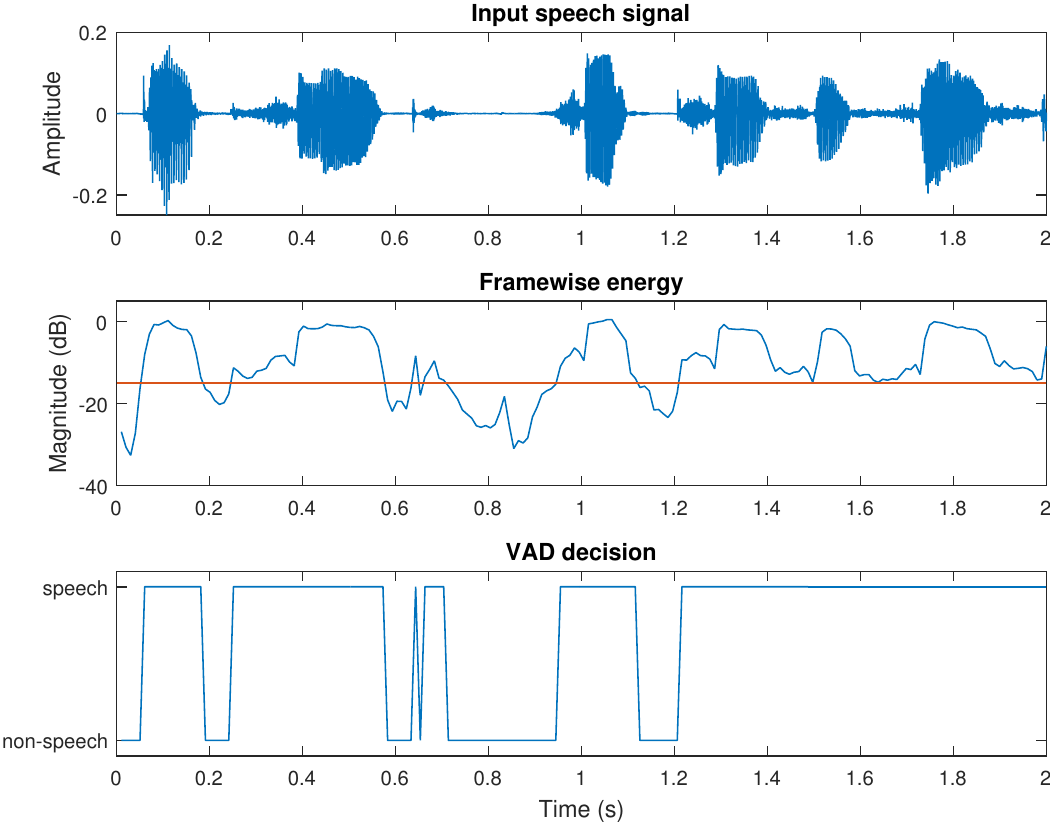 Input speech signal
Amplitude
0.2
0
-0.2
0 0.2 0.4 0.6 0.8 1 1.2 1.4 1.6 1.8 2
Framewise energy
Magnitude (dB)
0
-20
-40
0 0.2 0.4 0.6 0.8 1 1.2 1.4 1.6 1.8 2
VAD decision
speech
non-speech
0 0.2 0.4 0.6 0.8 1 1.2 1.4 1.6 1.8 2
Time (s)